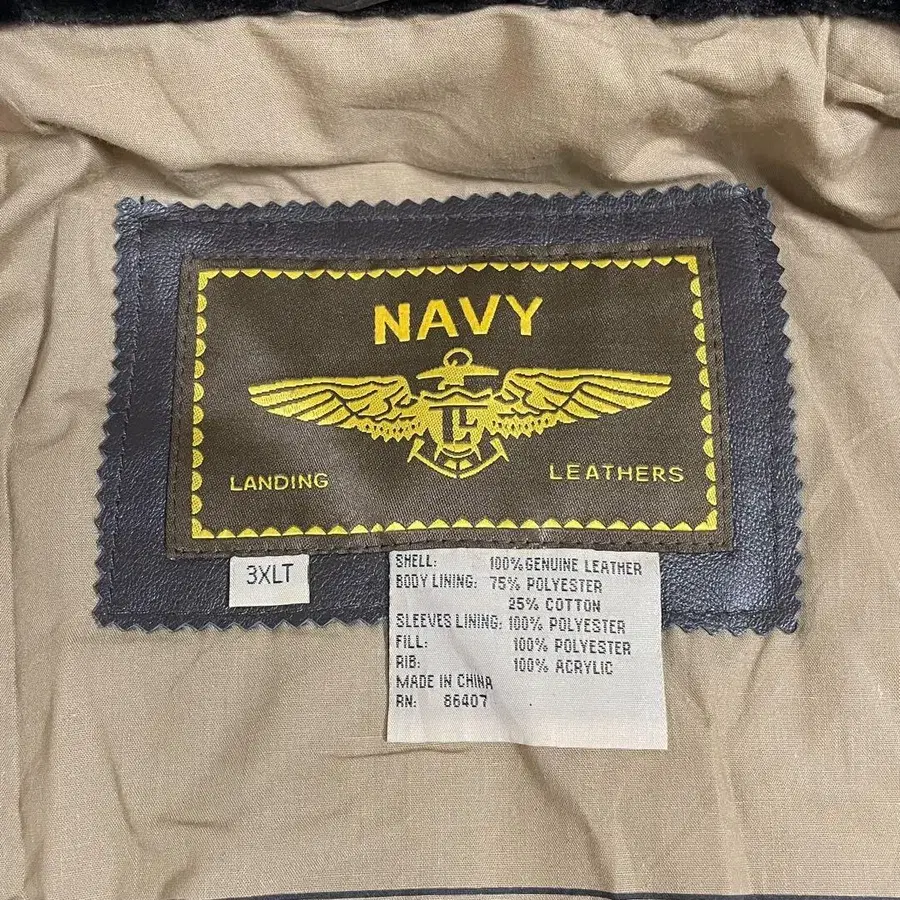 NAVY
LL
LANDING LEATHERS
3XLT
SHELL: 100% GENUINE LEATHER
BODY LINING: 75% POLYESTER
25% COTTON
SLEEVES LINING: 100% POLYESTER
FILL: 100% POLYESTER
RIB: 100% ACRYLIC
MADE IN CHINA
RN: 86407